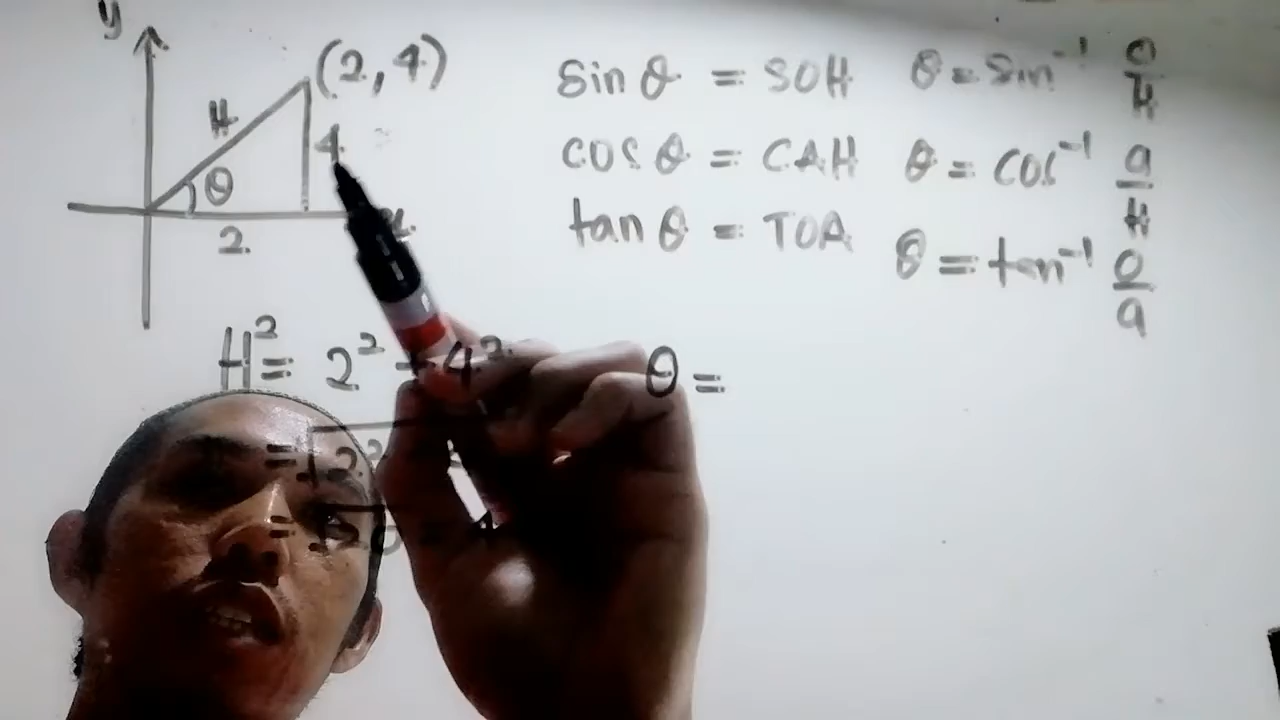 y
(2, 4)
H
4
θ
2
sin θ = SOH θ = sin⁻¹ O/H
cos θ = CAH θ = cos⁻¹ a/H
tan θ = TOA θ = tan⁻¹ O/a
H² = 2² + 4²
θ =